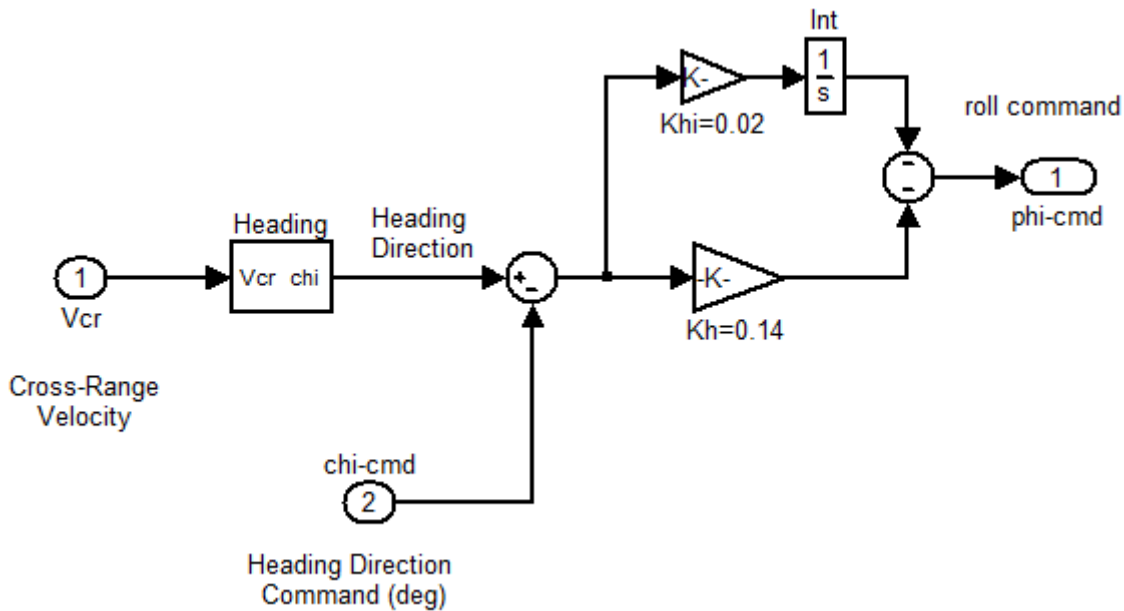 Int
1
s
K-
Khi=0.02
roll command
-
-
1
phi-cmd
Heading
Heading
Direction
1
Vcr chi
+
-
-K-
Vcr
Kh=0.14
Cross-Range
Velocity
chi-cmd
2
Heading Direction
Command (deg)